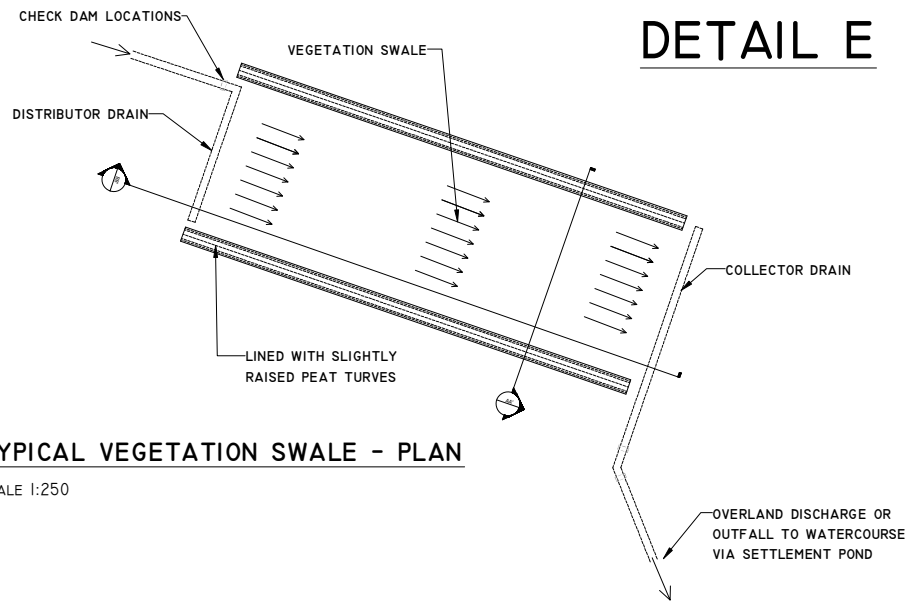 CHECK DAM LOCATIONS
DETAIL E
VEGETATION SWALE
DISTRIBUTOR DRAIN
COLLECTOR DRAIN
LINED WITH SLIGHTLY
RAISED PEAT TURVES
YPICAL VEGETATION SWALE - PLAN
ALE 1:250
OVERLAND DISCHARGE OR
OUTFALL TO WATERCOURSE
VIA SETTLEMENT POND